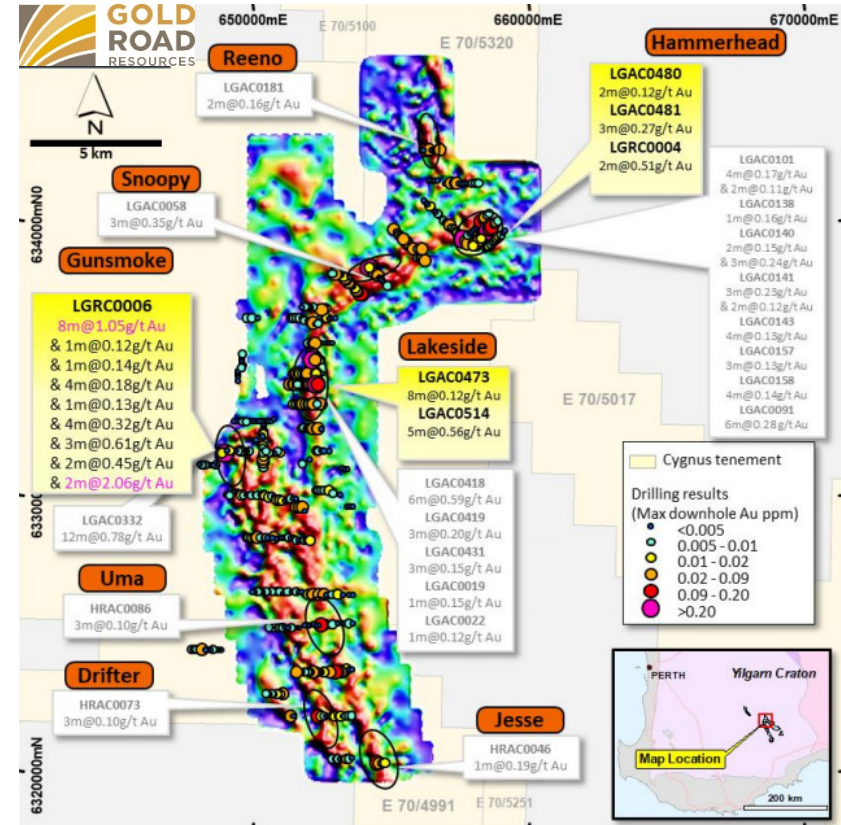 GOLD
ROAD
RESOURCES
650000mE
660000mE
670000mE
E 70/5100
E 70/5320
Reeno
LGAC0181
2m@0.16g/t Au
Hammerhead
LGAC0480
2m@0.12g/t Au
LGAC0481
3m@0.27g/t Au
LGRC0004
2m@0.51g/t Au
N
5 km
LGAC0101
4m@0.17g/t Au
& 2m@0.11g/t Au
LGAC0138
1m@0.16g/t Au
LGAC0140
2m@0.15g/t Au
& 3m@0.24g/t Au
LGAC0141
3m@0.23g/t Au
& 2m@0.12g/t Au
LGAC0143
4m@0.13g/t Au
LGAC0157
3m@0.13g/t Au
LGAC0158
4m@0.14g/t Au
LGAC0091
6m@0.28g/t Au
Snoopy
LGAC0058
3m@0.35g/t Au
634000mN0
Gunsmoke
LGRC0006
8m@1.05g/t Au
& 1m@0.12g/t Au
& 1m@0.14g/t Au
& 4m@0.18g/t Au
& 1m@0.13g/t Au
& 4m@0.32g/t Au
& 3m@0.61g/t Au
& 2m@0.45g/t Au
& 2m@2.06g/t Au
Lakeside
LGAC0473
8m@0.12g/t Au
LGAC0514
5m@0.56g/t Au
E 70/5017
LGAC0418
6m@0.59g/t Au
LGAC0419
3m@0.20g/t Au
LGAC0431
3m@0.15g/t Au
LGAC0019
1m@0.15g/t Au
LGAC0022
1m@0.12g/t Au
63300
LGAC0332
12m@0.78g/t Au
Cygnus tenement
Drilling results
(Max downhole Au ppm)
<0.005
0.005 - 0.01
0.01 - 0.02
0.02 - 0.09
0.09 - 0.20
>0.20
Uma
HRAC0086
3m@0.10g/t Au
Drifter
HRAC0073
3m@0.10g/t Au
Jesse
HRAC0046
1m@0.19g/t Au
6320000mN
E 70/4991
E 70/5251
PERTH
Yilgarn Craton
Map Location
200 km